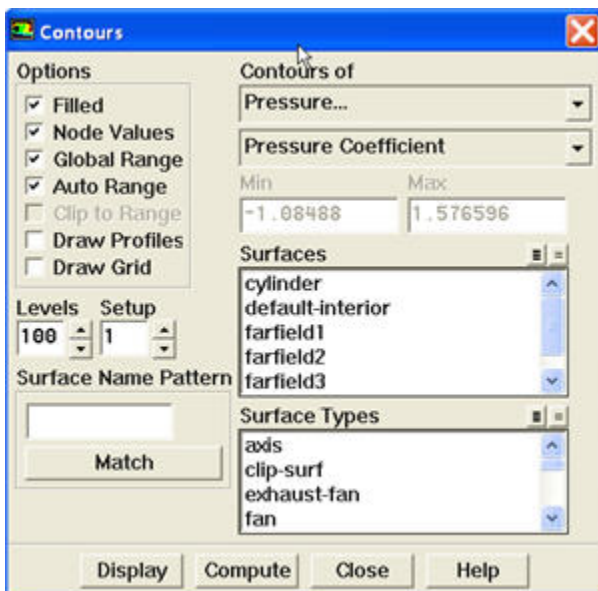 Contours
Options
Filled
Node Values
Global Range
Auto Range
Clip to Range
Draw Profiles
Draw Grid
Levels Setup
100 1
Surface Name Pattern
Match
Contours of
Pressure...
Pressure Coefficient
Min Max
-1.08488 1.576596
Surfaces
cylinder
default-interior
farfield1
farfield2
farfield3
Surface Types
axis
clip-surf
exhaust-fan
fan
Display Compute Close Help